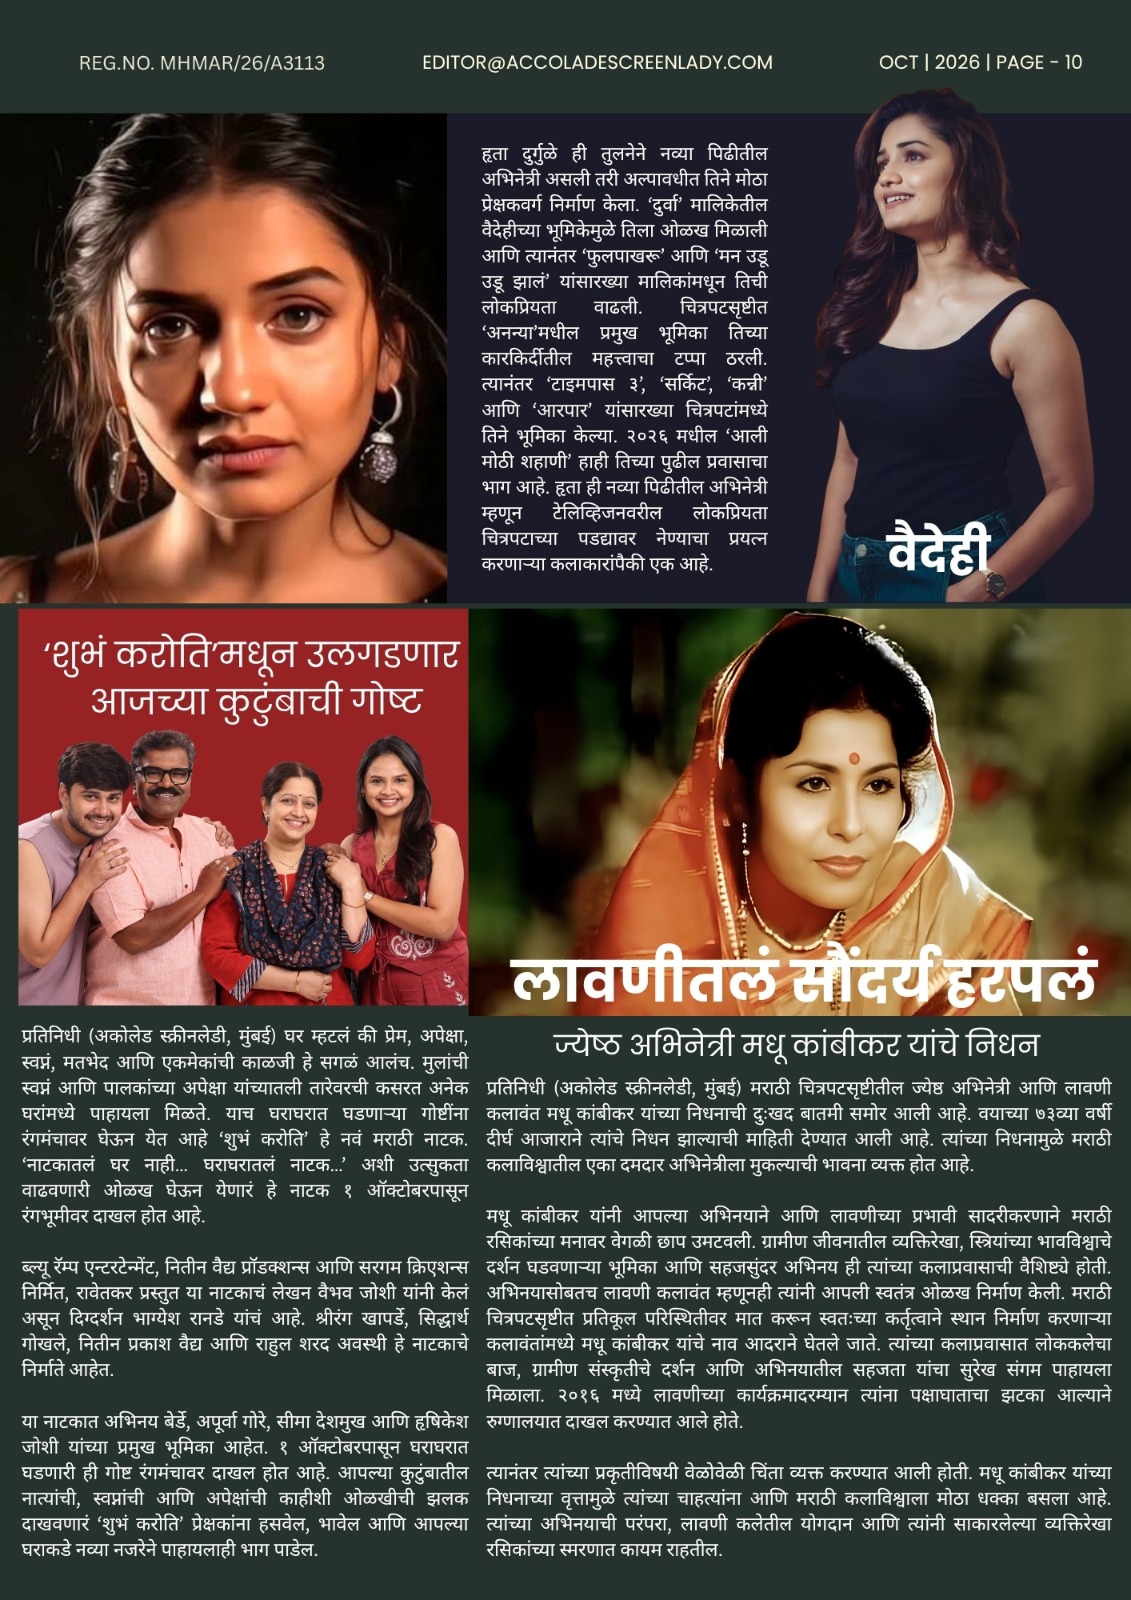 REG.NO. MHMAR/26/A3113
EDITOR@ACCOLADESCREENLADY.COM
OCT | 2026 | PAGE - 10
हृता दुर्गुळे ही तुलनेने नव्या पिढीतील
अभिनेत्री असली तरी अल्पावधीत तिने मोठा
प्रेक्षकवर्ग निर्माण केला. ‘दुर्वा’ मालिकेतील
वैदेहीच्या भूमिकेमुळे तिला ओळख मिळाली
आणि त्यानंतर ‘फुलपाखरू’ आणि ‘मन उडू
उडू झालं’ यांसारख्या मालिकांमधून तिची
लोकप्रियता वाढली. चित्रपटसृष्टीत
‘अनन्या’मधील प्रमुख भूमिका तिच्या
कारकिर्दीतील महत्त्वाचा टप्पा ठरली.
त्यानंतर ‘टाइमपास ३’, ‘सर्किट’, ‘कन्नी’
आणि ‘आरपार’ यांसारख्या चित्रपटांमध्ये
तिने भूमिका केल्या. २०२६ मधील ‘आली
मोठी शहाणी’ हाही तिच्या पुढील प्रवासाचा
भाग आहे. हृता ही नव्या पिढीतील अभिनेत्री
म्हणून टेलिव्हिजनवरील लोकप्रियता
चित्रपटाच्या पडद्यावर नेण्याचा प्रयत्न
करणाऱ्या कलाकारांपैकी एक आहे.
वैदेही
‘शुभं करोति’मधून उलगडणार
आजच्या कुटुंबाची गोष्ट
प्रतिनिधी (अकोलेड स्क्रीनलेडी, मुंबई) घर म्हटलं की प्रेम, अपेक्षा,
स्वप्नं, मतभेद आणि एकमेकांची काळजी हे सगळं आलंच. मुलांची
स्वप्नं आणि पालकांच्या अपेक्षा यांच्यातली तारेवरची कसरत अनेक
घरांमध्ये पाहायला मिळते. याच घराघरात घडणाऱ्या गोष्टींना
रंगमंचावर घेऊन येत आहे ‘शुभं करोति’ हे नवं मराठी नाटक.
‘नाटकातलं घर नाही... घराघरातलं नाटक...’ अशी उत्सुकता
वाढवणारी ओळख घेऊन येणारं हे नाटक १ ऑक्टोबरपासून
रंगभूमीवर दाखल होत आहे.
ब्ल्यू रॅम्प एन्टरटेन्मेंट, नितीन वैद्य प्रॉडक्शन्स आणि सरगम क्रिएशन्स
निर्मित, रावेतकर प्रस्तुत या नाटकाचं लेखन वैभव जोशी यांनी केलं
असून दिग्दर्शन भाग्येश रानडे यांचं आहे. श्रीरंग खापर्डे, सिद्धार्थ
गोखले, नितीन प्रकाश वैद्य आणि राहुल शरद अवस्थी हे नाटकाचे
निर्माते आहेत.
या नाटकात अभिनय बेर्डे, अपूर्वा गोरे, सीमा देशमुख आणि हृषिकेश
जोशी यांच्या प्रमुख भूमिका आहेत. १ ऑक्टोबरपासून घराघरात
घडणारी ही गोष्ट रंगमंचावर दाखल होत आहे. आपल्या कुटुंबातील
नात्यांची, स्वप्नांची आणि अपेक्षांची काहीशी ओळखीची झलक
दाखवणारं ‘शुभं करोति’ प्रेक्षकांना हसवेल, भावेल आणि आपल्या
घराकडे नव्या नजरेने पाहायलाही भाग पाडेल.
लावणीतलं सौंदर्य हरपलं
ज्येष्ठ अभिनेत्री मधू कांबीकर यांचे निधन
प्रतिनिधी (अकोलेड स्क्रीनलेडी, मुंबई) मराठी चित्रपटसृष्टीतील ज्येष्ठ अभिनेत्री आणि लावणी
कलावंत मधू कांबीकर यांच्या निधनाची दुःखद बातमी समोर आली आहे. वयाच्या ७३व्या वर्षी
दीर्घ आजाराने त्यांचे निधन झाल्याची माहिती देण्यात आली आहे. त्यांच्या निधनामुळे मराठी
कलाविश्वातील एका दमदार अभिनेत्रीला मुकल्याची भावना व्यक्त होत आहे.
मधू कांबीकर यांनी आपल्या अभिनयाने आणि लावणीच्या प्रभावी सादरीकरणाने मराठी
रसिकांच्या मनावर वेगळी छाप उमटवली. ग्रामीण जीवनातील व्यक्तिरेखा, स्त्रियांच्या भावविश्वाचे
दर्शन घडवणाऱ्या भूमिका आणि सहजसुंदर अभिनय ही त्यांच्या कलाप्रवासाची वैशिष्ट्ये होती.
अभिनयासोबतच लावणी कलावंत म्हणूनही त्यांनी आपली स्वतंत्र ओळख निर्माण केली. मराठी
चित्रपटसृष्टीत प्रतिकूल परिस्थितीवर मात करून स्वतःच्या कर्तृत्वाने स्थान निर्माण करणाऱ्या
कलावंतांमध्ये मधू कांबीकर यांचे नाव आदराने घेतले जाते. त्यांच्या कलाप्रवासात लोककलेचा
बाज, ग्रामीण संस्कृतीचे दर्शन आणि अभिनयातील सहजता यांचा सुरेख संगम पाहायला
मिळाला. २०१६ मध्ये लावणीच्या कार्यक्रमादरम्यान त्यांना पक्षाघाताचा झटका आल्याने
रुग्णालयात दाखल करण्यात आले होते.
त्यानंतर त्यांच्या प्रकृतीविषयी वेळोवेळी चिंता व्यक्त करण्यात आली होती. मधू कांबीकर यांच्या
निधनाच्या वृत्तामुळे त्यांच्या चाहत्यांना आणि मराठी कलाविश्वाला मोठा धक्का बसला आहे.
त्यांच्या अभिनयाची परंपरा, लावणी कलेतील योगदान आणि त्यांनी साकारलेल्या व्यक्तिरेखा
रसिकांच्या स्मरणात कायम राहतील.